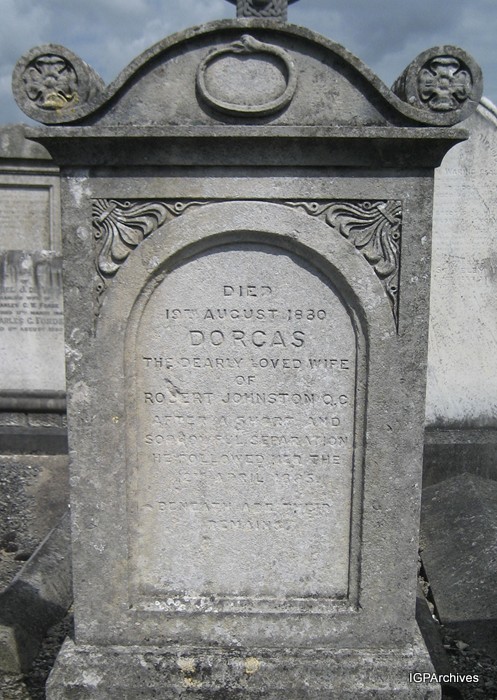 DIED
19TH AUGUST 1880
DORCAS
THE DEARLY LOVED WIFE
OF
ROBERT JOHNSTON Q.C.
AFTER A SHORT AND
SORROWFUL SEPARATION
HE FOLLOWED HER THE
APRIL
BENEATH ARE THEIR
REMAINS
IGPArchives